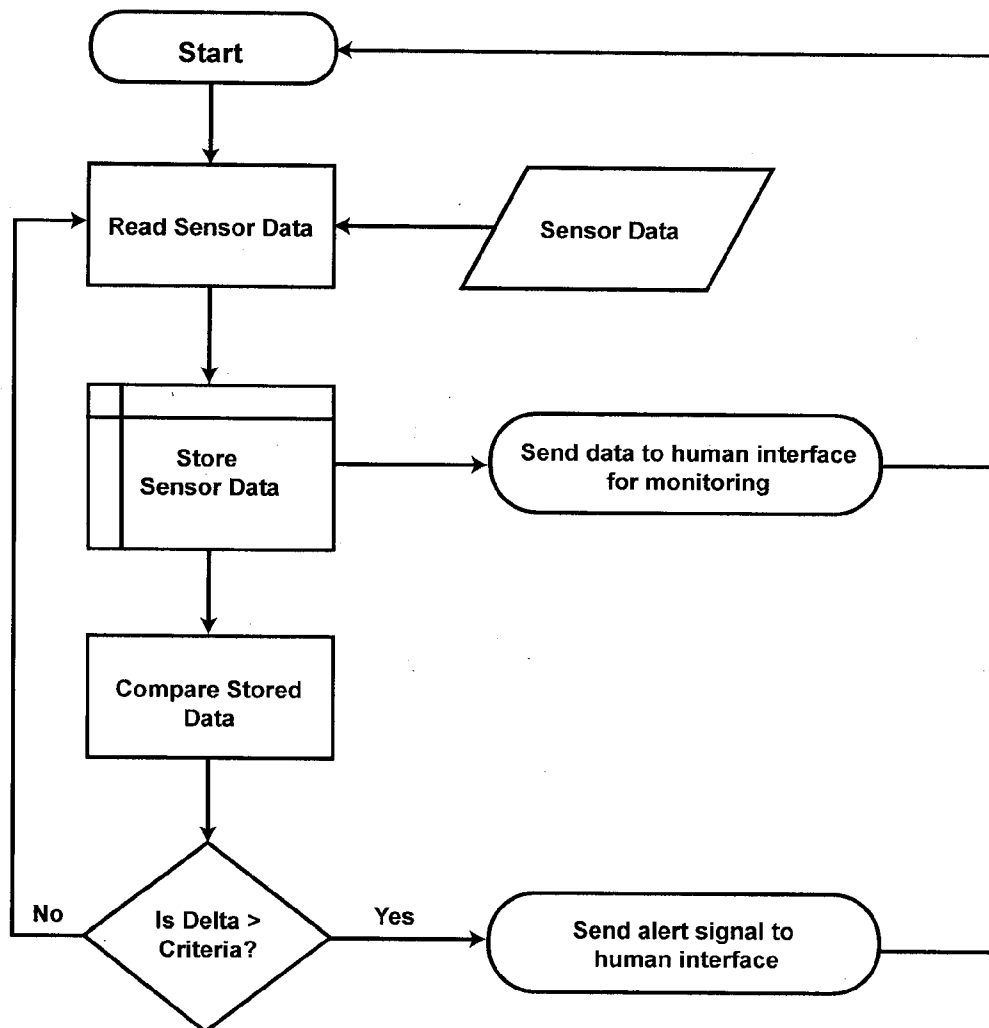 Start
Read Sensor Data
Sensor Data
Store
Sensor Data
Send data to human interface
for monitoring
Compare Stored
Data
Is Delta >
Criteria?
No
Yes
Send alert signal to
human interface